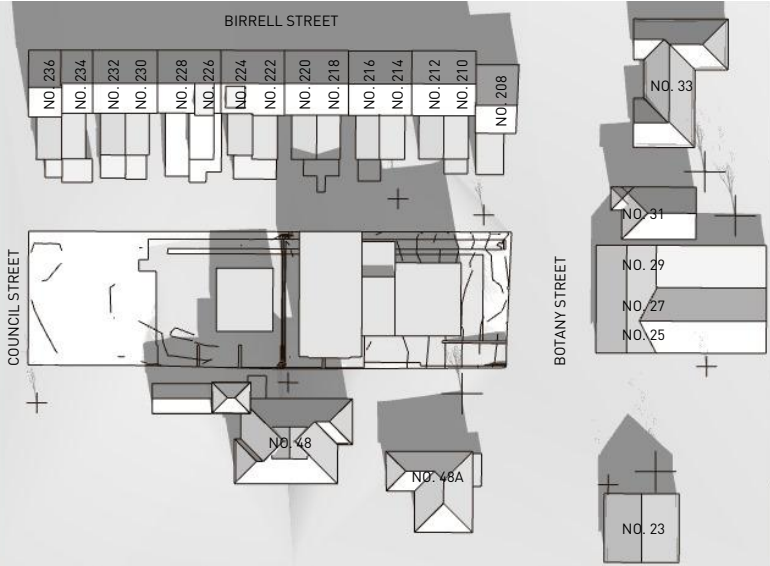 BIRRELL STREET
NO. 236
NO. 234
NO. 232
NO. 230
NO. 228
NO. 226
NO. 224
NO. 222
NO. 220
NO. 218
NO. 216
NO. 214
NO. 212
NO. 210
NO. 208
NO. 33
NO. 31
NO. 29
NO. 27
NO. 25
COUNCIL STREET
BOTANY STREET
NO. 48
NO. 48A
NO. 23